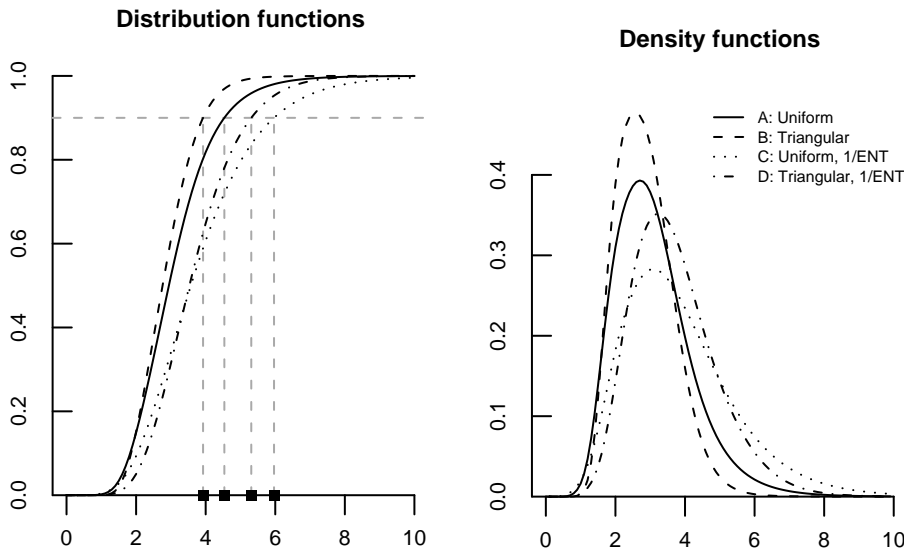 Distribution functions
1.0
0.8
0.6
0.4
0.2
0.0
0 2 4 6 8 10
Density functions
A: Uniform
B: Triangular
C: Uniform, 1/ENT
D: Triangular, 1/ENT
0.4
0.3
0.2
0.1
0.0
0 2 4 6 8 10